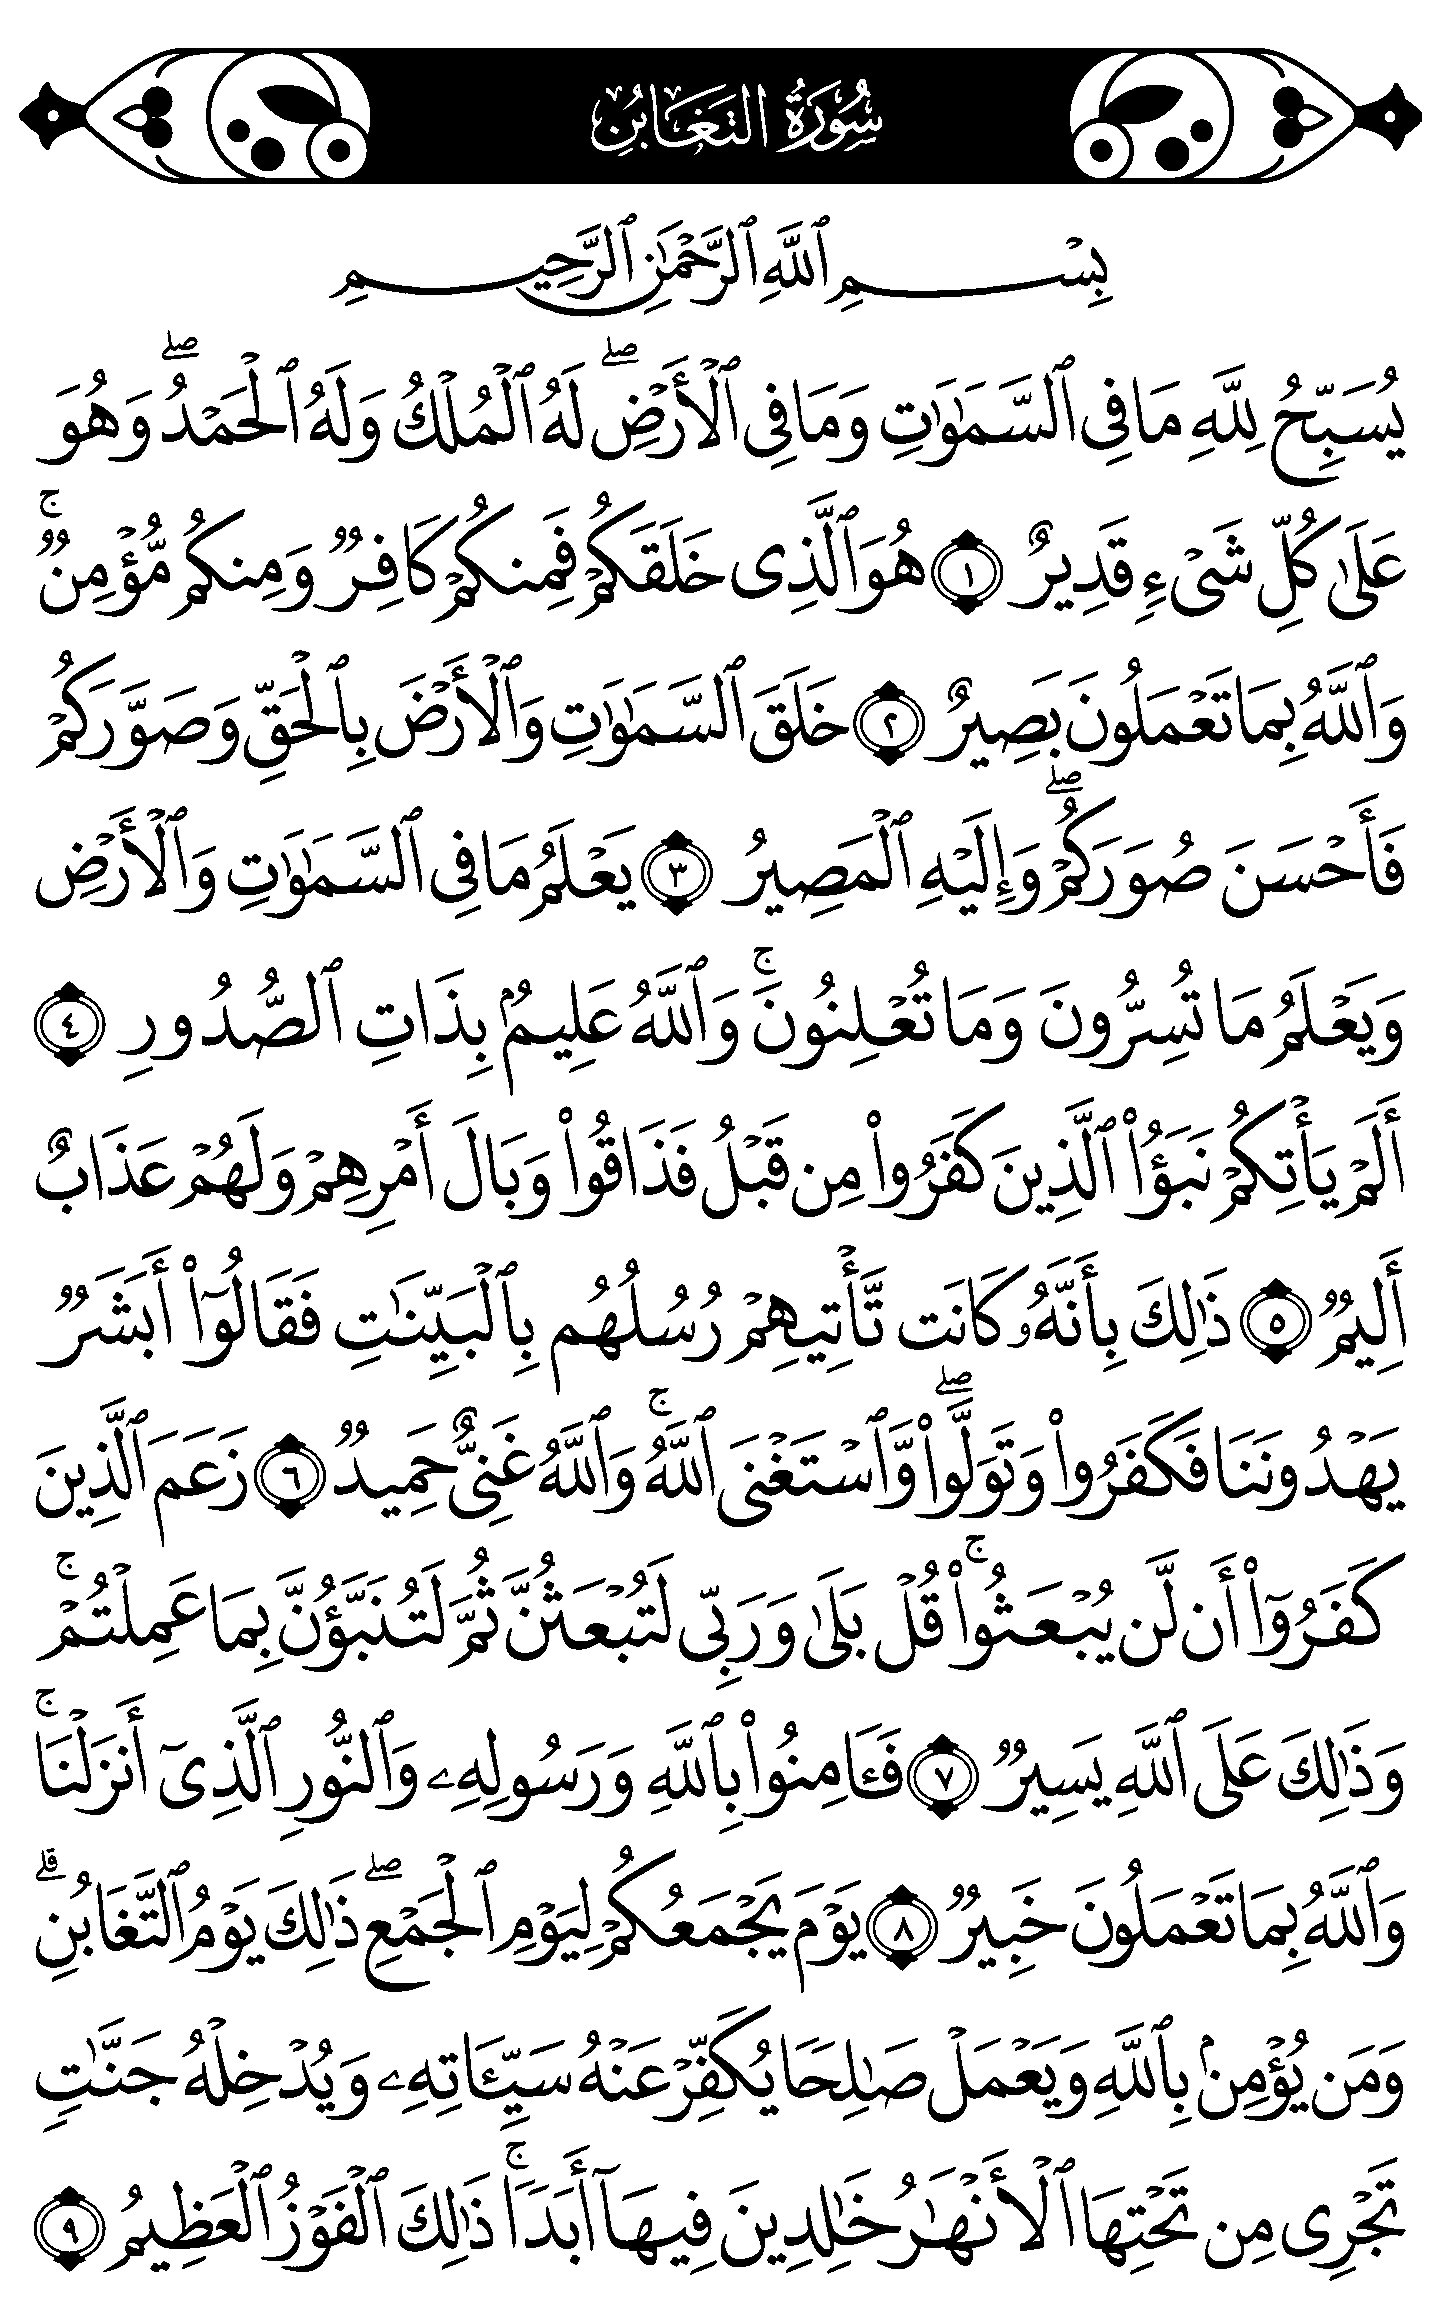 سُورَةُ التَّغَابُنِ
بِسْمِ ٱللَّهِ ٱلرَّحْمَٰنِ ٱلرَّحِيمِ
يُسَبِّحُ لِلَّهِ مَا فِي ٱلسَّمَٰوَٰتِ وَمَا فِي ٱلْأَرْضِۖ لَهُ ٱلْمُلْكُ وَلَهُ ٱلْحَمْدُۖ وَهُوَ
عَلَىٰ كُلِّ شَيْءٖ قَدِيرٌ ١ هُوَ ٱلَّذِي خَلَقَكُمْ فَمِنكُمْ كَافِرٞ وَمِنكُم مُّؤْمِنٞۚ
وَٱللَّهُ بِمَا تَعْمَلُونَ بَصِيرٌ ٢ خَلَقَ ٱلسَّمَٰوَٰتِ وَٱلْأَرْضَ بِٱلْحَقِّ وَصَوَّرَكُمْ
فَأَحْسَنَ صُوَرَكُمْۖ وَإِلَيْهِ ٱلْمَصِيرُ ٣ يَعْلَمُ مَا فِي ٱلسَّمَٰوَٰتِ وَٱلْأَرْضِ
وَيَعْلَمُ مَا تُسِرُّونَ وَمَا تُعْلِنُونَۚ وَٱللَّهُ عَلِيمُۢ بِذَاتِ ٱلصُّدُورِ ٤
أَلَمْ يَأْتِكُمْ نَبَؤُاْ ٱلَّذِينَ كَفَرُواْ مِن قَبْلُ فَذَاقُواْ وَبَالَ أَمْرِهِمْ وَلَهُمْ عَذَابٌ
أَلِيمٞ ٥ ذَٰلِكَ بِأَنَّهُۥ كَانَت تَّأْتِيهِمْ رُسُلُهُم بِٱلْبَيِّنَٰتِ فَقَالُوٓاْ أَبَشَرٞ
يَهْدُونَنَا فَكَفَرُواْ وَتَوَلَّواْۖ وَّٱسْتَغْنَى ٱللَّهُۚ وَٱللَّهُ غَنِيٌّ حَمِيدٞ ٦ زَعَمَ ٱلَّذِينَ
كَفَرُوٓاْ أَن لَّن يُبْعَثُواْۚ قُلْ بَلَىٰ وَرَبِّي لَتُبْعَثُنَّ ثُمَّ لَتُنَبَّؤُنَّ بِمَا عَمِلْتُمْۚ
وَذَٰلِكَ عَلَى ٱللَّهِ يَسِيرٞ ٧ فَـَٔامِنُواْ بِٱللَّهِ وَرَسُولِهِۦ وَٱلنُّورِ ٱلَّذِيٓ أَنزَلْنَاۚ
وَٱللَّهُ بِمَا تَعْمَلُونَ خَبِيرٞ ٨ يَوْمَ يَجْمَعُكُمْ لِيَوْمِ ٱلْجَمْعِۖ ذَٰلِكَ يَوْمُ ٱلتَّغَابُنِۗ
وَمَن يُؤْمِنۢ بِٱللَّهِ وَيَعْمَلْ صَٰلِحٗا يُكَفِّرْ عَنْهُ سَيِّـَٔاتِهِۦ وَيُدْخِلْهُ جَنَّٰتٖ
تَجْرِي مِن تَحْتِهَا ٱلْأَنْهَٰرُ خَٰلِدِينَ فِيهَآ أَبَدٗاۚ ذَٰلِكَ ٱلْفَوْزُ ٱلْعَظِيمُ ٩